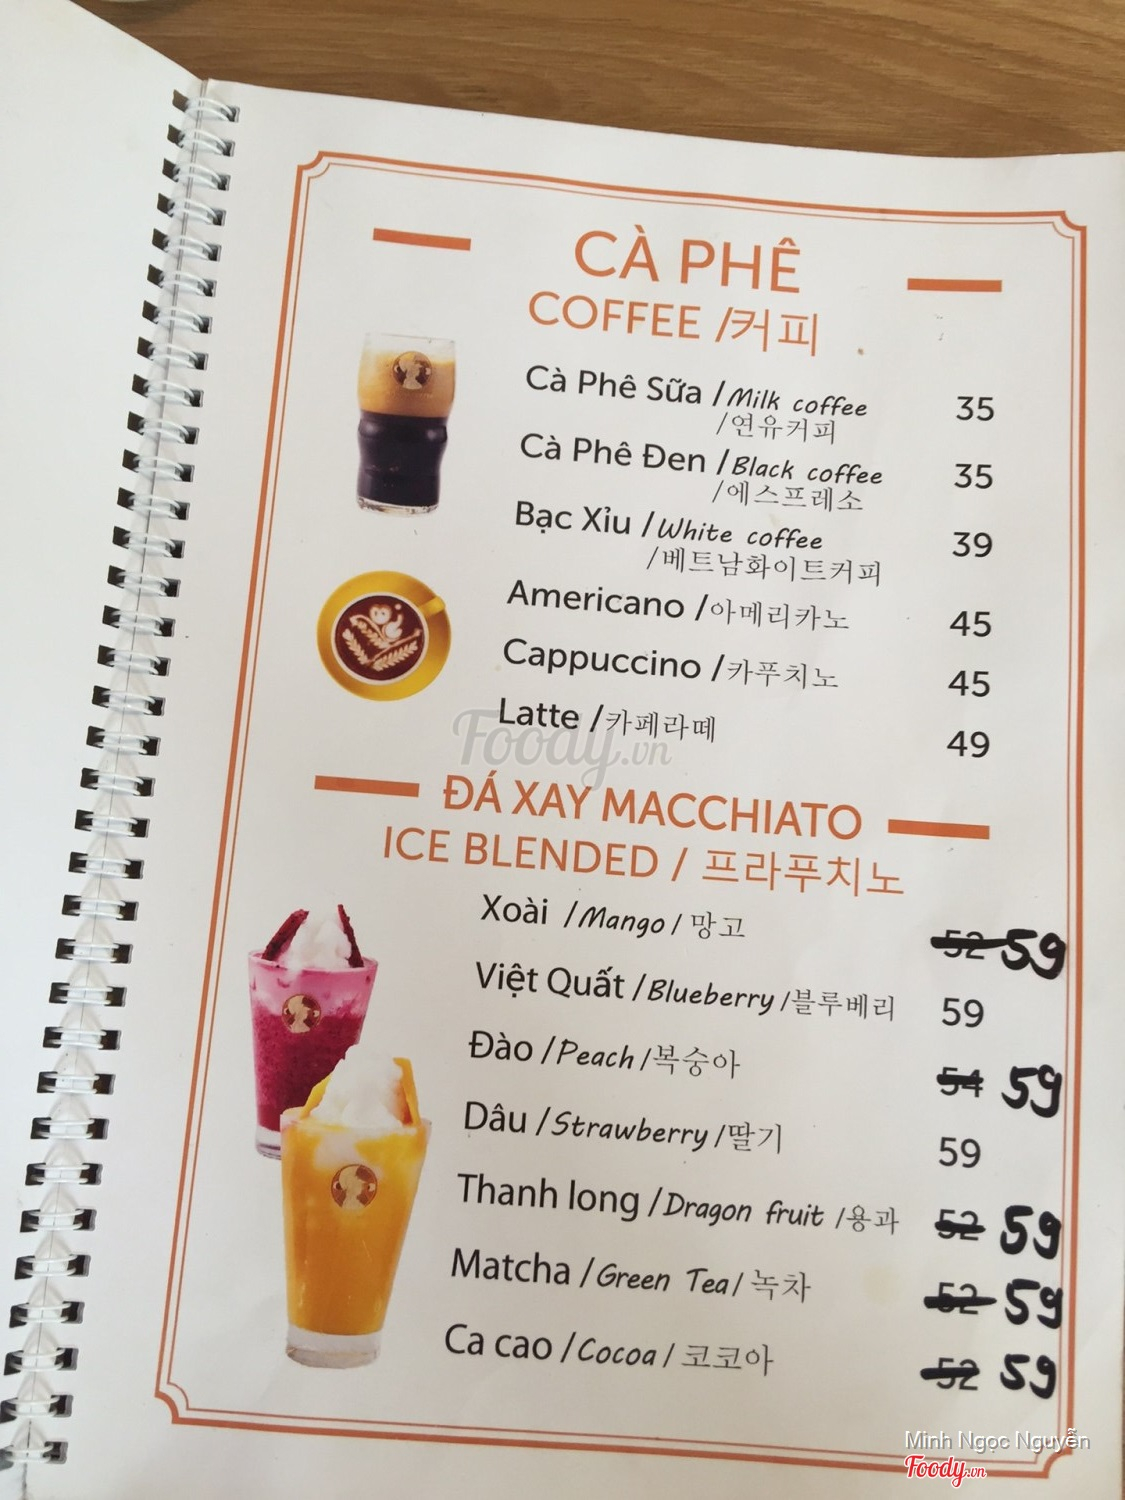 CÀ PHÊ
COFFEE /커피
Cà Phê Sữa /Milk coffee 35
/연유커피
Cà Phê Đen /Black coffee 35
/에스프레소
Bạc Xỉu /White coffee 39
/베트남화이트커피
Americano /아메리카노 45
Cappuccino /카푸치노 45
Latte /카페라떼 49
Foody.vn
ĐÁ XAY MACCHIATO
ICE BLENDED / 프라푸치노
Xoài /Mango / 망고 52 59
Việt Quất /Blueberry /블루베리 59
Đào /Peach /복숭아 54 59
Dâu /Strawberry /딸기 59
Thanh long /Dragon fruit /용과 52 59
Matcha /Green Tea / 녹차 52 59
Ca cao /Cocoa / 코코아 52 59
Minh Ngọc Nguyễn
Foody.vn